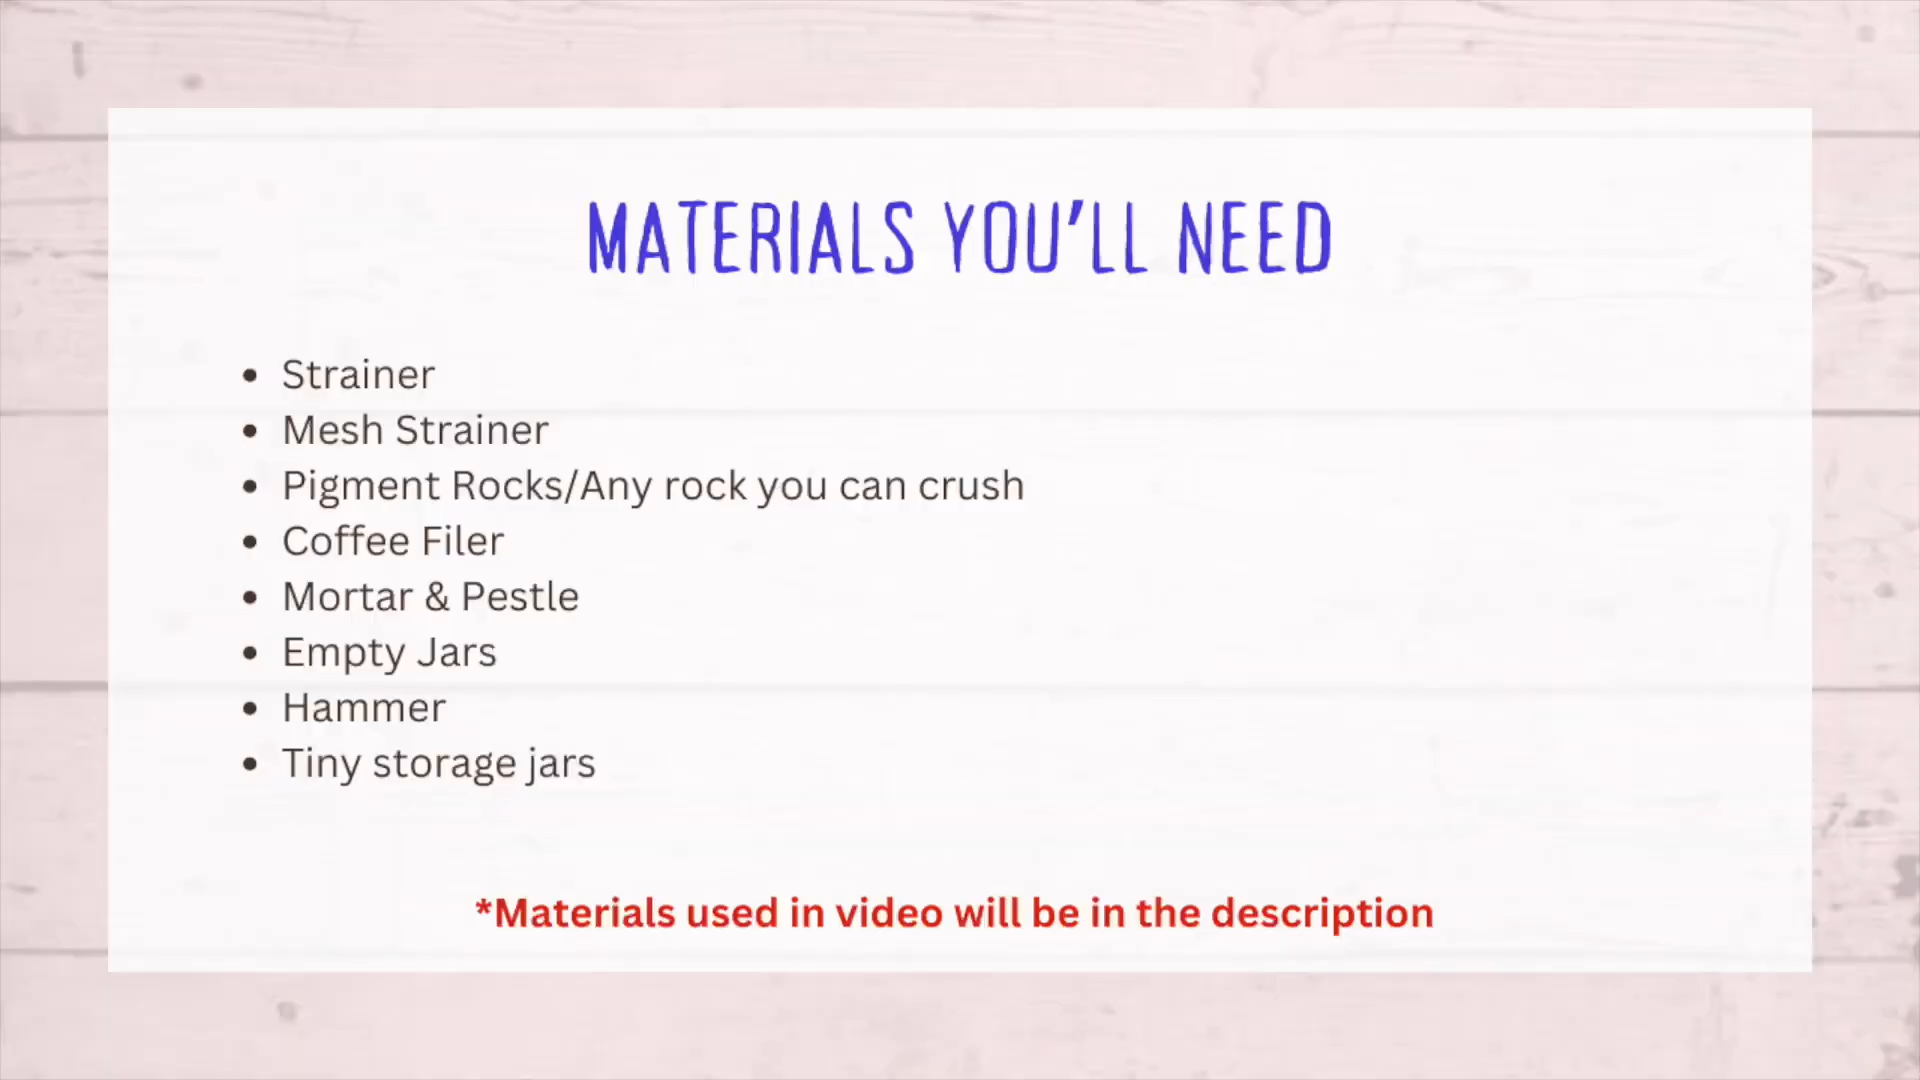 MATERIALS YOU'LL NEED
• Strainer
• Mesh Strainer
• Pigment Rocks/Any rock you can crush
• Coffee Filer
• Mortar & Pestle
• Empty Jars
• Hammer
• Tiny storage jars
*Materials used in video will be in the description